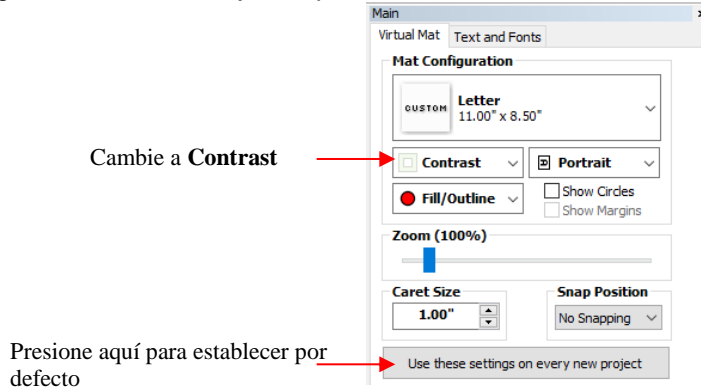 Main
Virtual Mat Text and Fonts
Mat Configuration
CUSTOM
Letter
11.00" x 8.50"
Cambie a Contrast
Contrast
Portrait
Fill/Outline
Show Circles
Show Margins
Zoom (100%)
Caret Size
Snap Position
1.00"
No Snapping
Presione aquí para establecer por
defecto
Use these settings on every new project